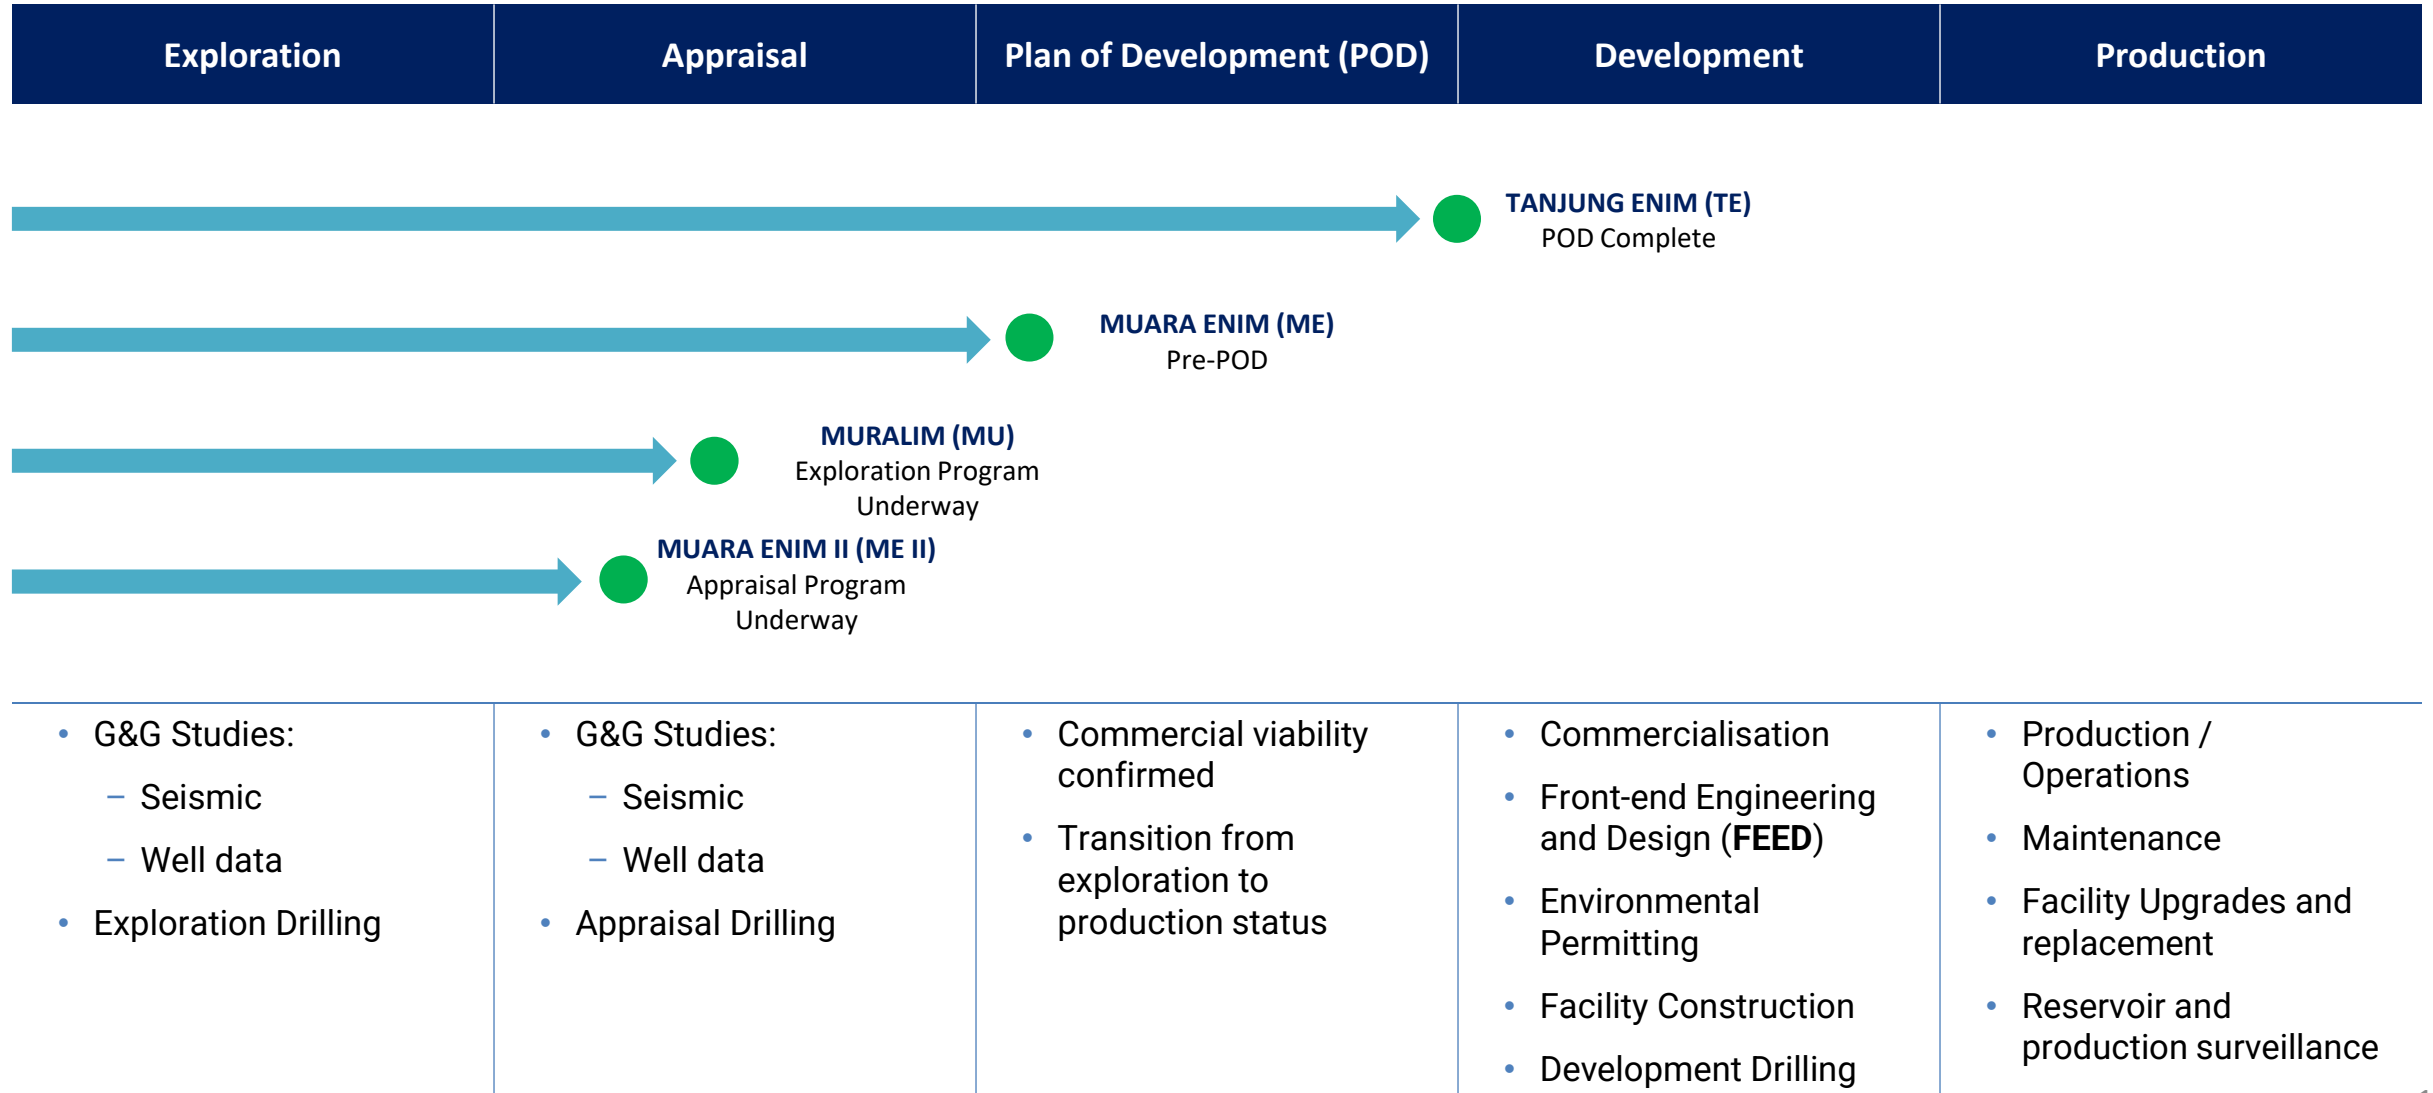 Exploration
Appraisal
Plan of Development (POD)
Development
Production
TANJUNG ENIM (TE)
POD Complete
MUARA ENIM (ME)
Pre-POD
MURALIM (MU)
Exploration Program
Underway
MUARA ENIM II (ME II)
Appraisal Program
Underway
• G&G Studies:
– Seismic
– Well data
• Exploration Drilling
• G&G Studies:
– Seismic
– Well data
• Appraisal Drilling
• Commercial viability
confirmed
• Transition from
exploration to
production status
• Commercialisation
• Front-end Engineering
and Design (FEED)
• Environmental
Permitting
• Facility Construction
• Development Drilling
• Production /
Operations
• Maintenance
• Facility Upgrades and
replacement
• Reservoir and
production surveillance